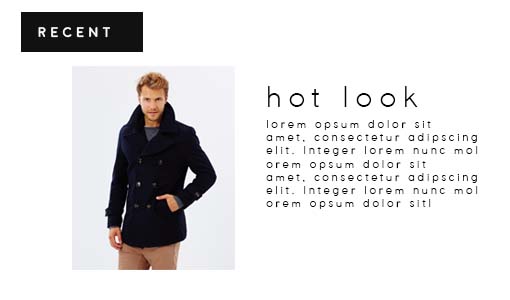 RECENT
hot look
lorem opsum dolor sit
amet, consectetur adipscing
elit. Integer lorem nunc mol
orem opsum dolor sit
amet, consectetur adipscing
elit. Integer lorem nunc mol
orem opsum dolor sitl